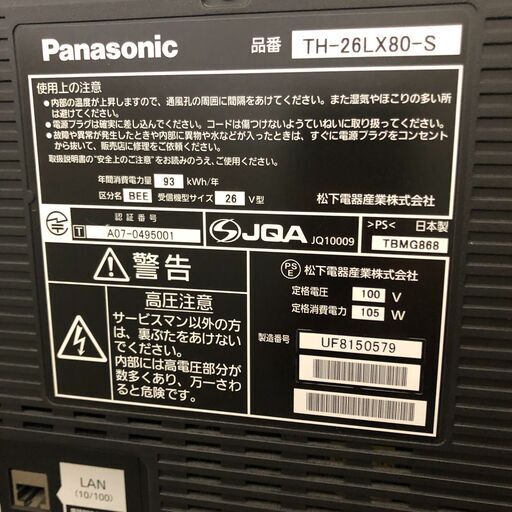 Panasonic 品番 TH-26LX80-S
使用上の注意
●内部の温度が上昇しますので、通風孔の周囲に間隔をあけてください。また湿気やほこりの多い所
は避けてください。
●電源プラグは確実に差し込んでください。コードは傷つけないようていねいに取り扱ってください。
●故障や異常が発生したときや内部に異物や水などが入ったときは、すぐに電源プラグをコンセント
から抜いて、販売店に修理をご依頼ください。
取扱説明書の"安全上のご注意"をお読みのうえ、ご使用ください。
年間消費電力量 93 kWh/年
区分名 BEE 受信機型サイズ 26 V型 松下電器産業株式会社
認証番号
T A07-0495001
JQA JQ10009
>PS< 日本製
TBMG868
警告
高圧注意
サービスマン以外の方
は、裏ぶたをあけない
でください。
内部には高電圧部分が
数多くあり、万一さわ
ると危険です。
PSE 松下電器産業株式会社
定格電圧 100 V
定格消費電力 105 W
製造番号 UF8150579
LAN
(10/100)